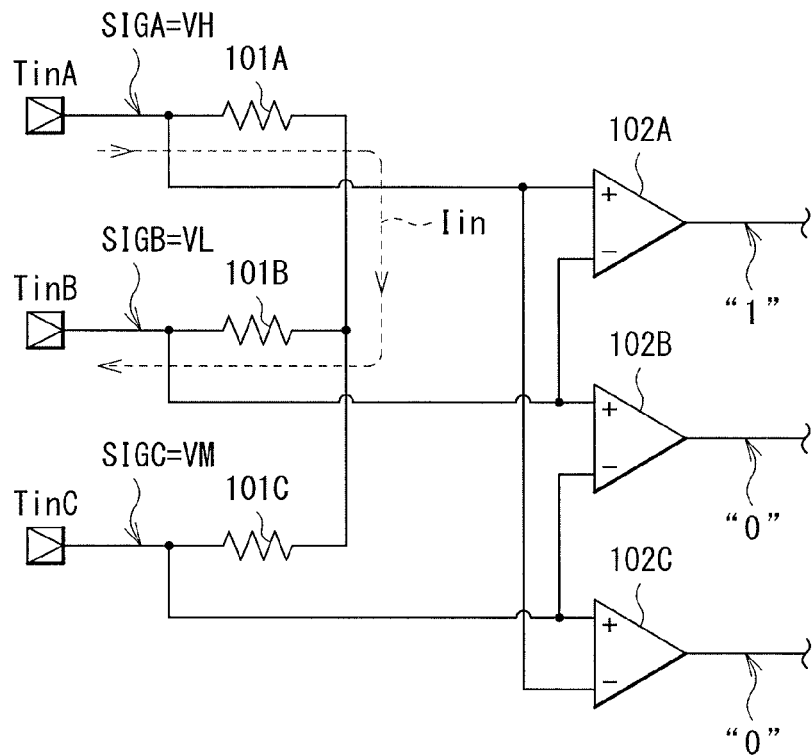 SIGA=VH
TinA
101A
102A
+
−
Iin
“1”
SIGB=VL
TinB
101B
102B
+
−
“0”
SIGC=VM
TinC
101C
102C
+
−
“0”